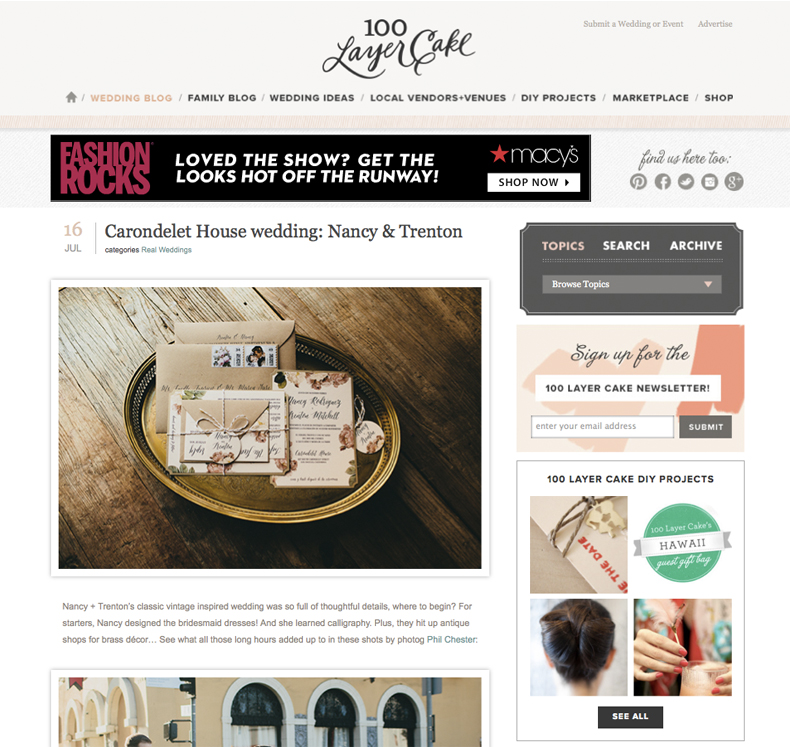 Submit a Wedding or Event Advertise
100
Layer Cake
/ WEDDING BLOG / FAMILY BLOG / WEDDING IDEAS / LOCAL VENDORS+VENUES / DIY PROJECTS / MARKETPLACE / SHOP
FASHION
ROCKS
LOVED THE SHOW? GET THE
LOOKS HOT OFF THE RUNWAY!
macy's
SHOP NOW
find us here too:
16
JUL
Carondelet House wedding: Nancy & Trenton
categories Real Weddings
TOPICS SEARCH ARCHIVE
Browse Topics
Sign up for the
100 LAYER CAKE NEWSLETTER!
enter your email address
SUBMIT
Nancy Rodriguez
Trenton Mitchell
Carondelet House
100 LAYER CAKE DIY PROJECTS
THE DATE
100 Layer Cake's
HAWAII
guest gift bag
SEE ALL
Nancy + Trenton's classic vintage inspired wedding was so full of thoughtful details, where to begin? For
starters, Nancy designed the bridesmaid dresses! And she learned calligraphy. Plus, they hit up antique
shops for brass décor… See what all those long hours added up to in these shots by photog Phil Chester: